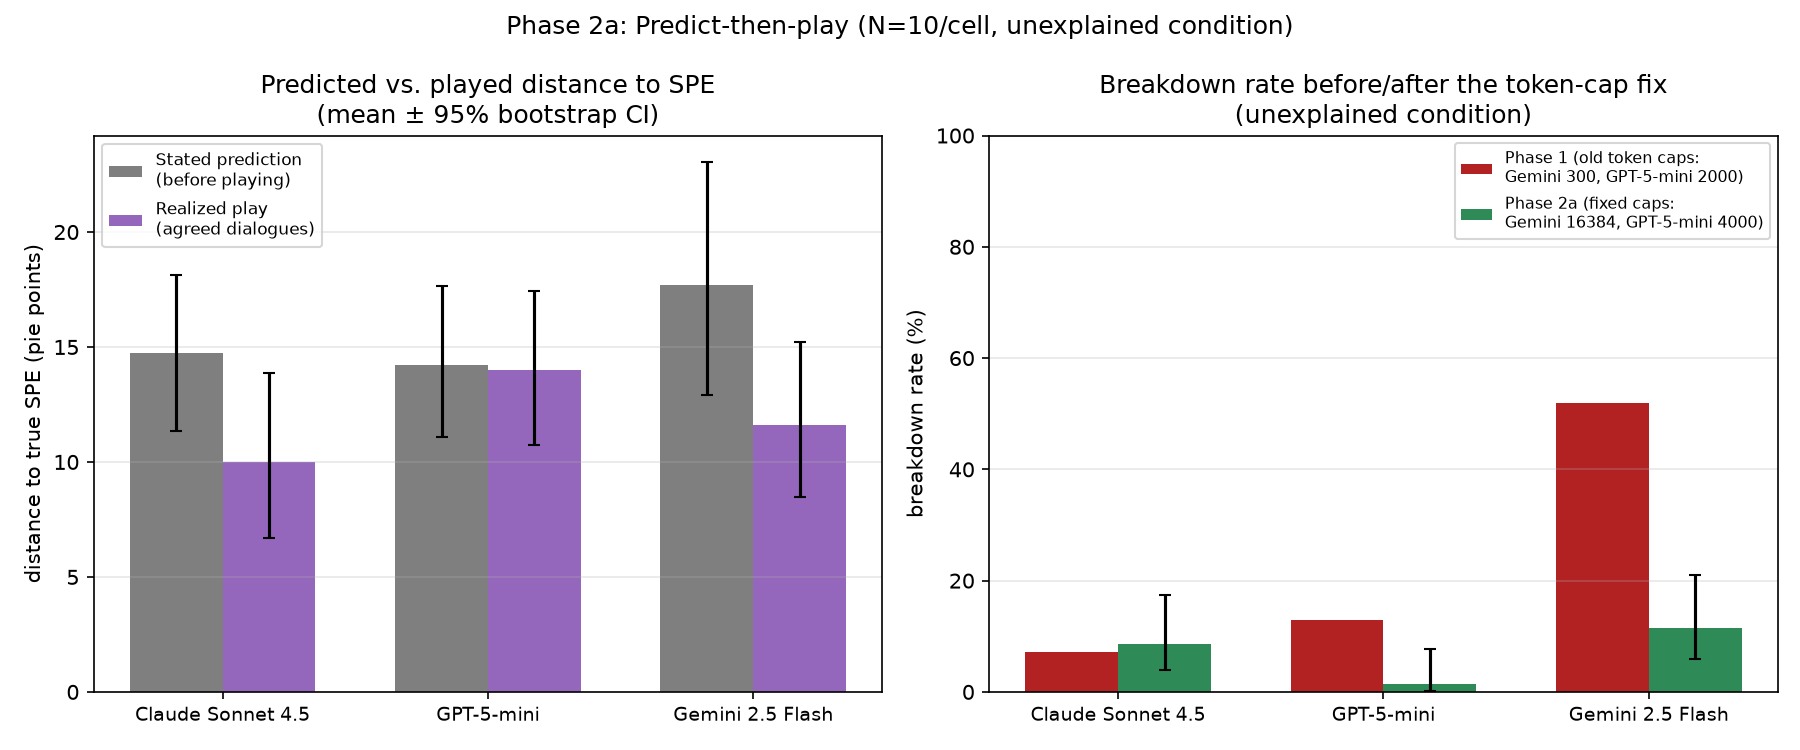 Phase 2a: Predict-then-play (N=10/cell, unexplained condition)
Predicted vs. played distance to SPE
(mean ± 95% bootstrap CI)
Stated prediction
(before playing)
Realized play
(agreed dialogues)
distance to true SPE (pie points)
20
15
10
5
0
Claude Sonnet 4.5
GPT-5-mini
Gemini 2.5 Flash
Breakdown rate before/after the token-cap fix
(unexplained condition)
Phase 1 (old token caps:
Gemini 300, GPT-5-mini 2000)
Phase 2a (fixed caps:
Gemini 16384, GPT-5-mini 4000)
breakdown rate (%)
100
80
60
40
20
0
Claude Sonnet 4.5
GPT-5-mini
Gemini 2.5 Flash